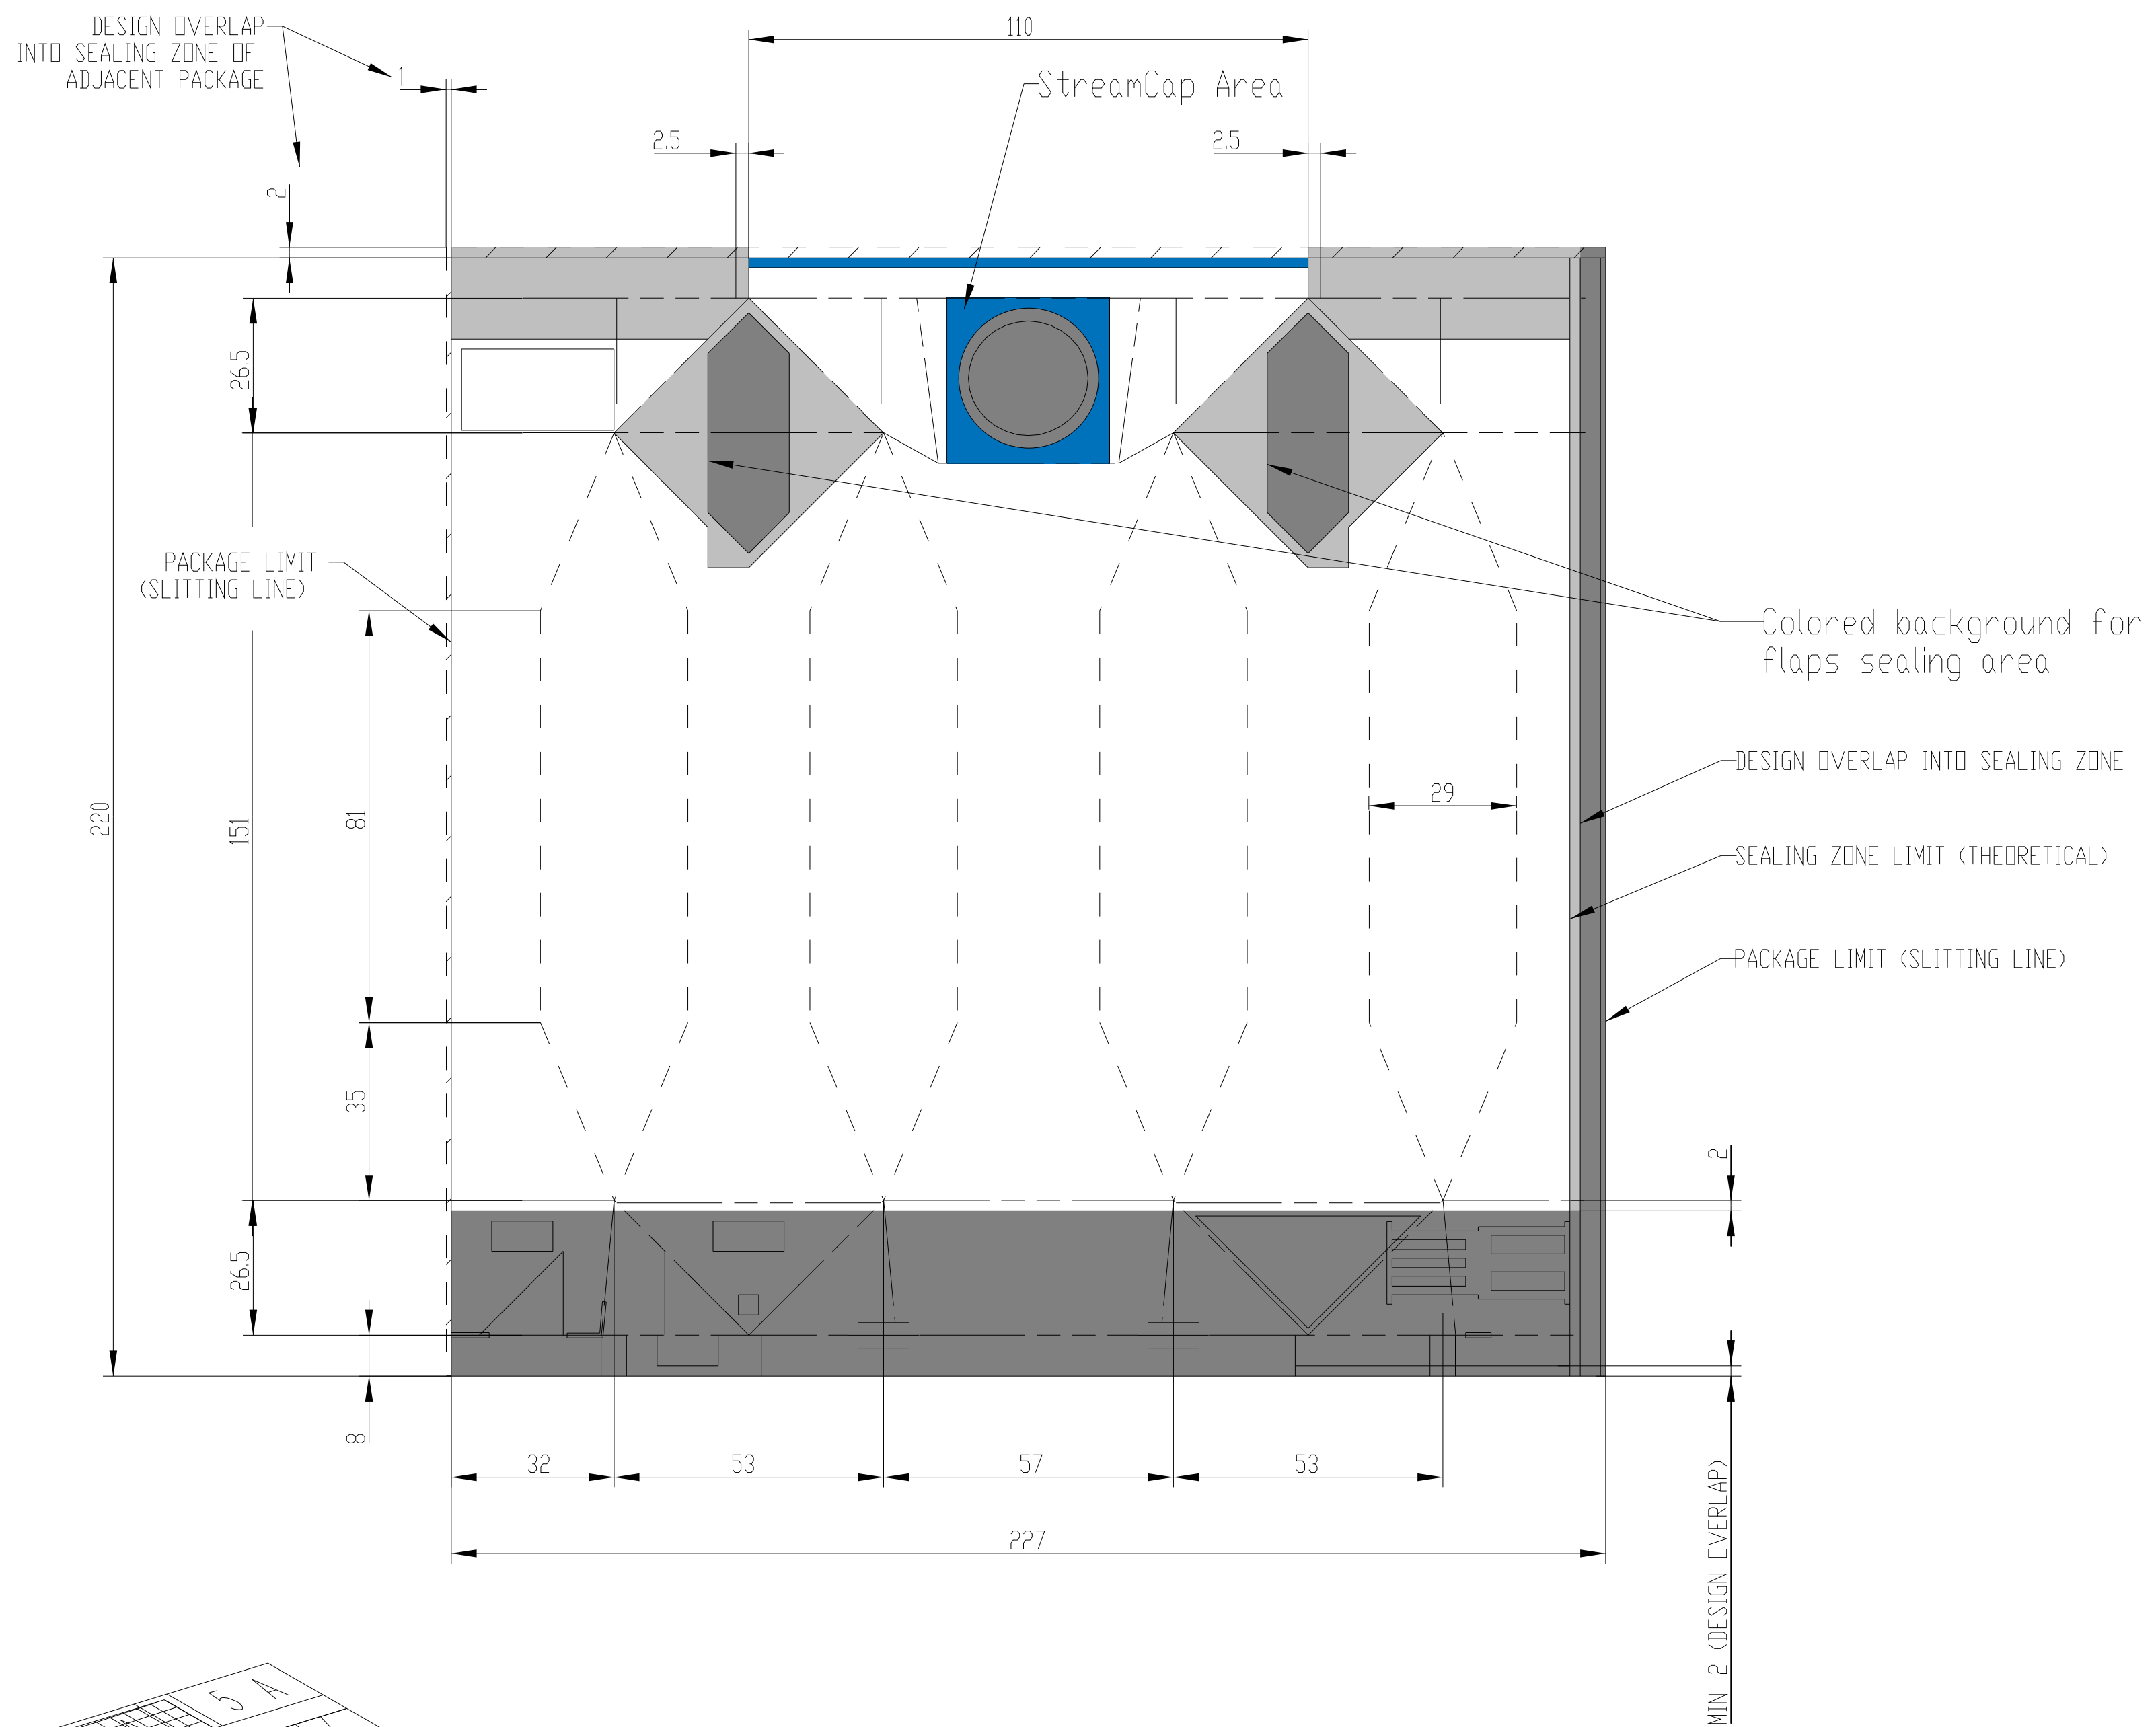 DESIGN OVERLAP
INTO SEALING ZONE OF
ADJACENT PACKAGE
1
110
StreamCap Area
2.5
2.5
2
26.5
PACKAGE LIMIT
(SLITTING LINE)
Colored background for
flaps sealing area
DESIGN OVERLAP INTO SEALING ZONE
29
220
151
81
SEALING ZONE LIMIT (THEORETICAL)
PACKAGE LIMIT (SLITTING LINE)
35
2
26.5
8
32
53
57
53
227
MIN 2 (DESIGN OVERLAP)
5 A